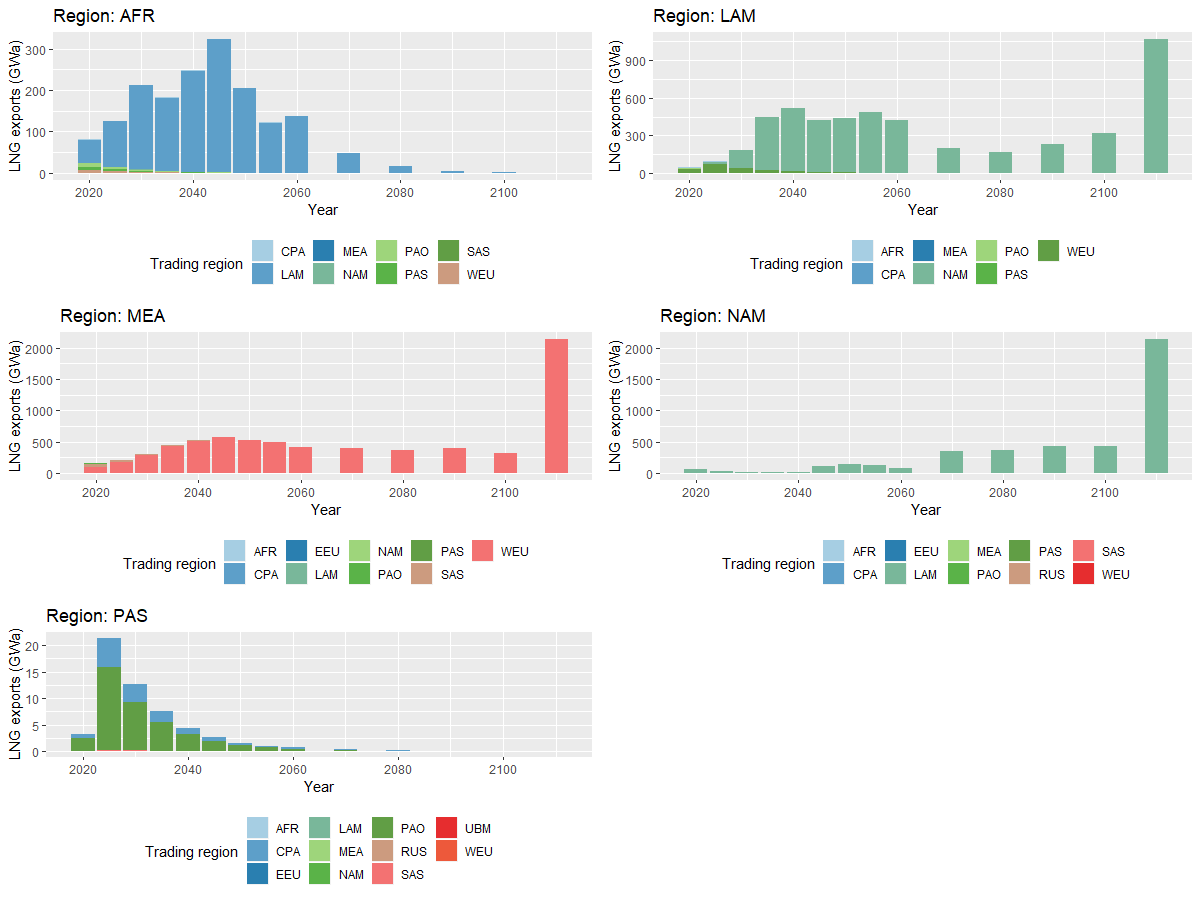 Region: AFR
LNG exports (GWa)
300
200
100
0
2020 2040 2060 2080 2100
Year
Trading region
CPA MEA PAO SAS
LAM NAM PAS WEU
Region: LAM
LNG exports (GWa)
900
600
300
0
2020 2040 2060 2080 2100
Year
Trading region
AFR MEA PAO WEU
CPA NAM PAS
Region: MEA
LNG exports (GWa)
2000
1500
1000
500
0
2020 2040 2060 2080 2100
Year
Trading region
AFR EEU NAM PAS WEU
CPA LAM PAO SAS
Region: NAM
LNG exports (GWa)
2000
1500
1000
500
0
2020 2040 2060 2080 2100
Year
Trading region
AFR EEU MEA PAS SAS
CPA LAM PAO RUS WEU
Region: PAS
LNG exports (GWa)
20
15
10
5
0
2020 2040 2060 2080 2100
Year
Trading region
AFR LAM PAO UBM
CPA MEA RUS WEU
EEU NAM SAS